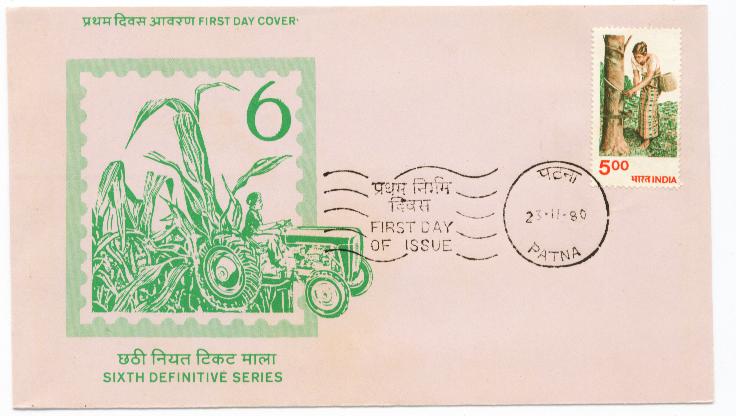 प्रथम दिवस आवरण FIRST DAY COVER
6
5.00
भारत INDIA
प्रथम निर्गम
दिवस
FIRST DAY
OF ISSUE
पटना
23-11-80
PATNA
छठी नियत टिकट माला
SIXTH DEFINITIVE SERIES